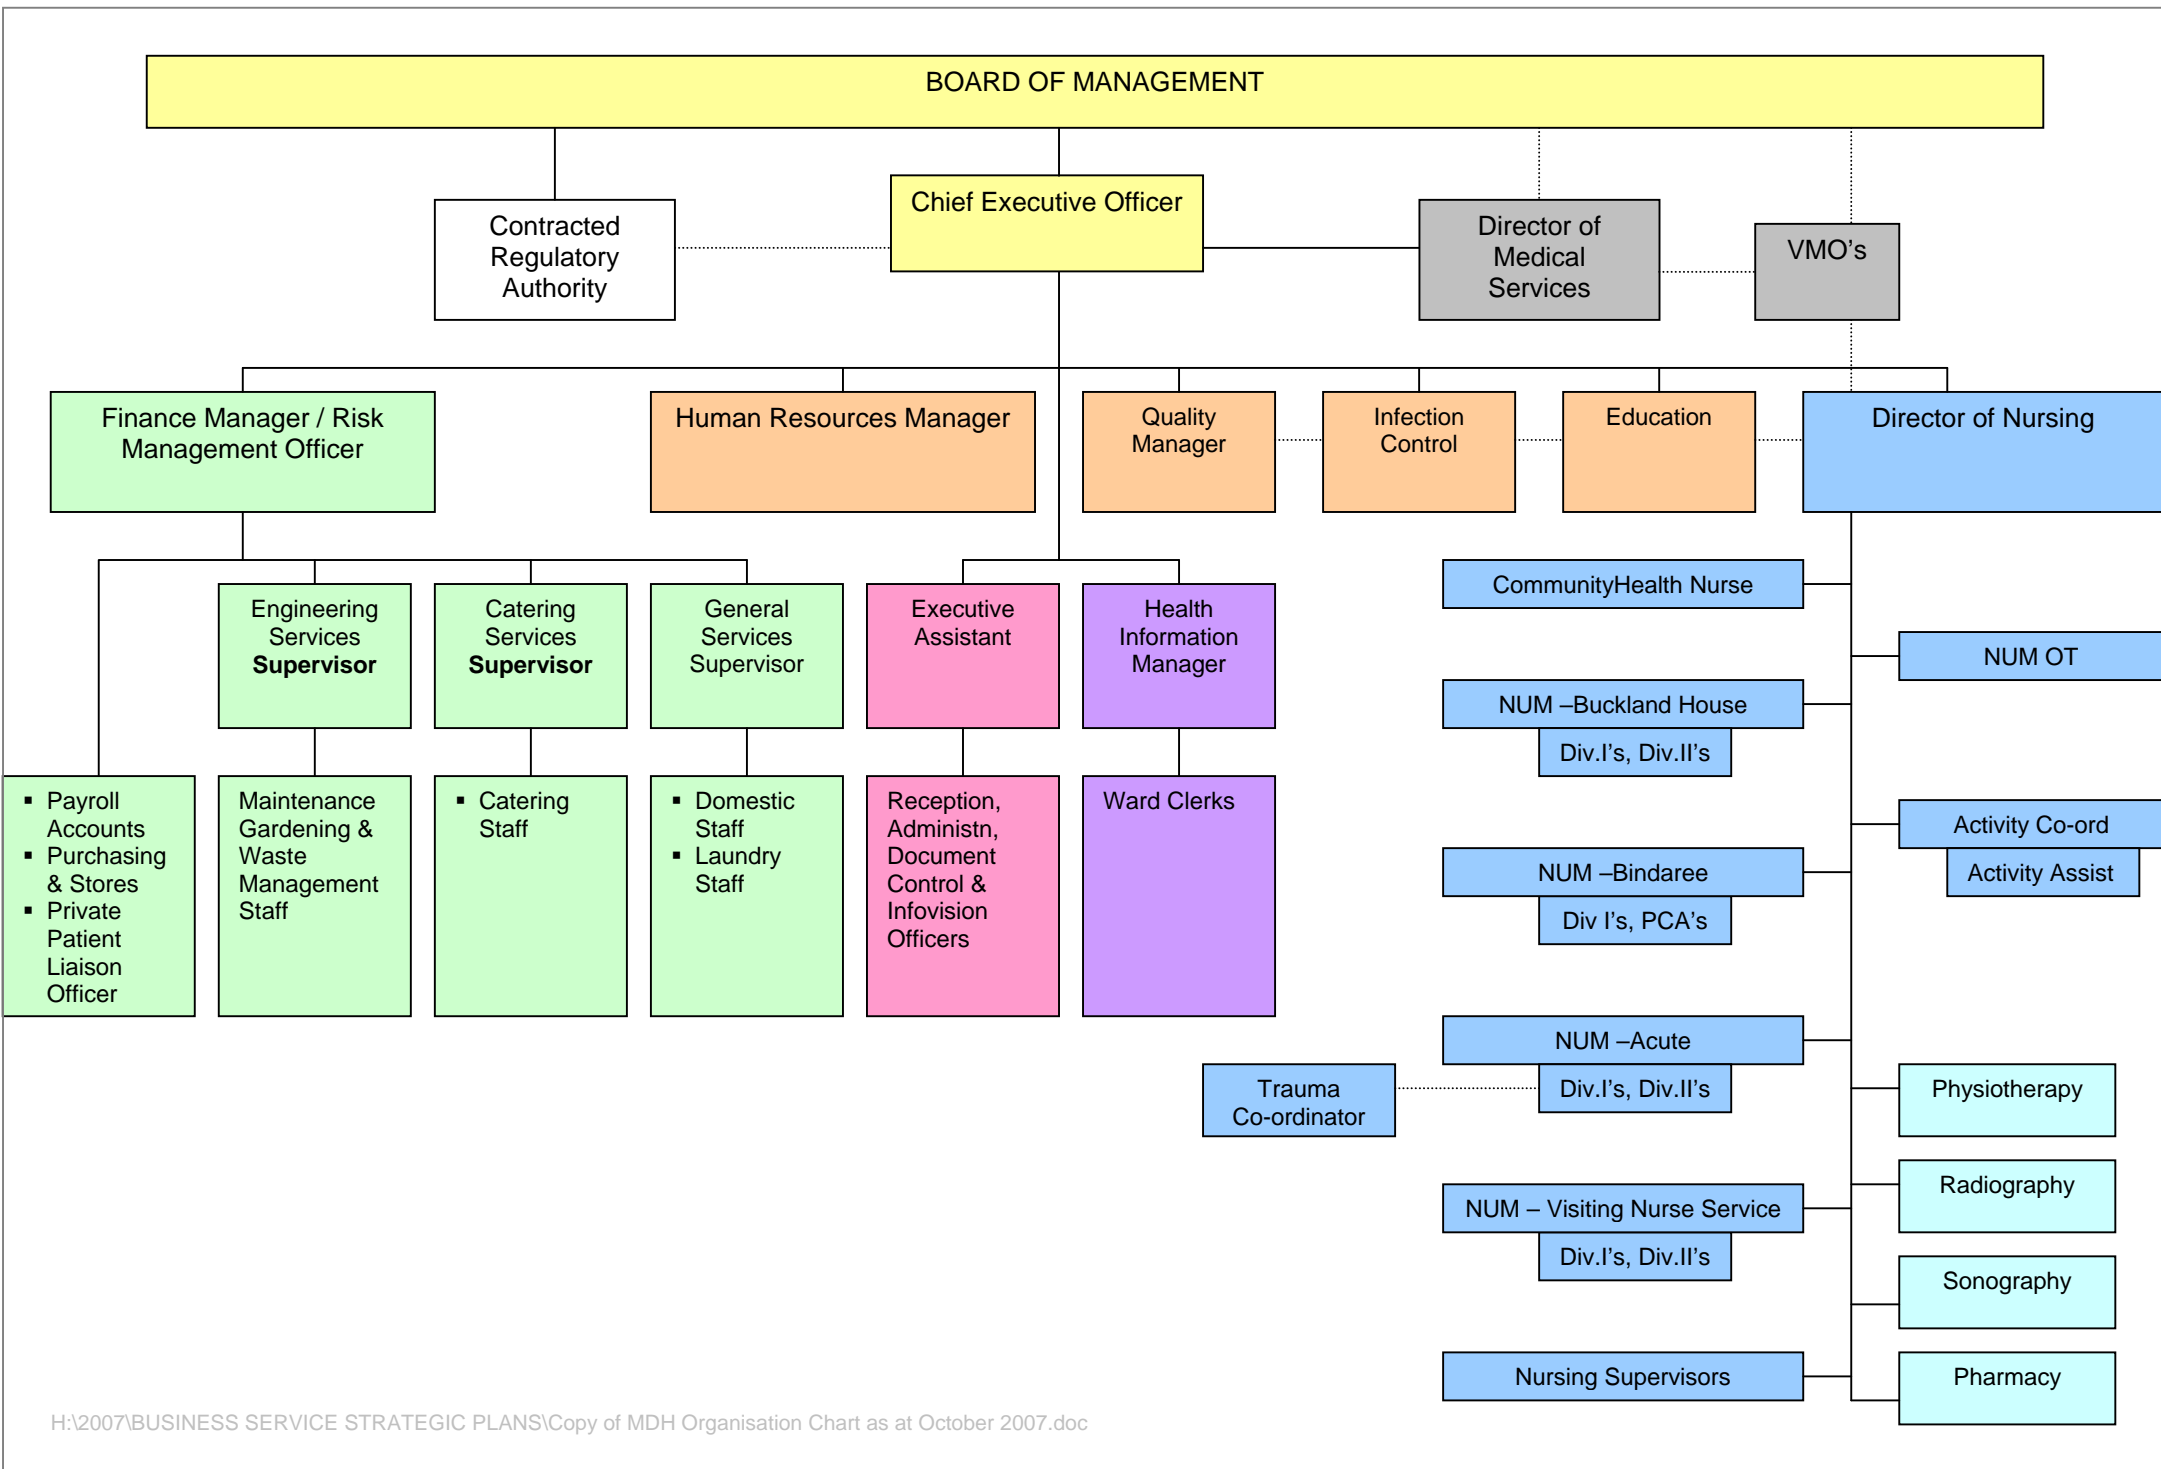 BOARD OF MANAGEMENT
Chief Executive Officer
Contracted
Regulatory
Authority
Director of
Medical
Services
VMO’s
Finance Manager / Risk
Management Officer
Human Resources Manager
Quality
Manager
Infection
Control
Education
Director of Nursing
Engineering
Services
Supervisor
Catering
Services
Supervisor
General
Services
Supervisor
Executive
Assistant
Health
Information
Manager
▪ Payroll
Accounts
▪ Purchasing
& Stores
▪ Private
Patient
Liaison
Officer
Maintenance
Gardening &
Waste
Management
Staff
▪ Catering
Staff
▪ Domestic
Staff
▪ Laundry
Staff
Reception,
Administn,
Document
Control &
Infovision
Officers
Ward Clerks
CommunityHealth Nurse
NUM OT
NUM –Buckland House
Div.I’s, Div.II’s
Activity Co-ord
Activity Assist
NUM –Bindaree
Div I’s, PCA’s
NUM –Acute
Div.I’s, Div.II’s
Trauma
Co-ordinator
Physiotherapy
Radiography
NUM – Visiting Nurse Service
Div.I’s, Div.II’s
Sonography
Nursing Supervisors
Pharmacy
H:\2007\BUSINESS SERVICE STRATEGIC PLANS\Copy of MDH Organisation Chart as at October 2007.doc